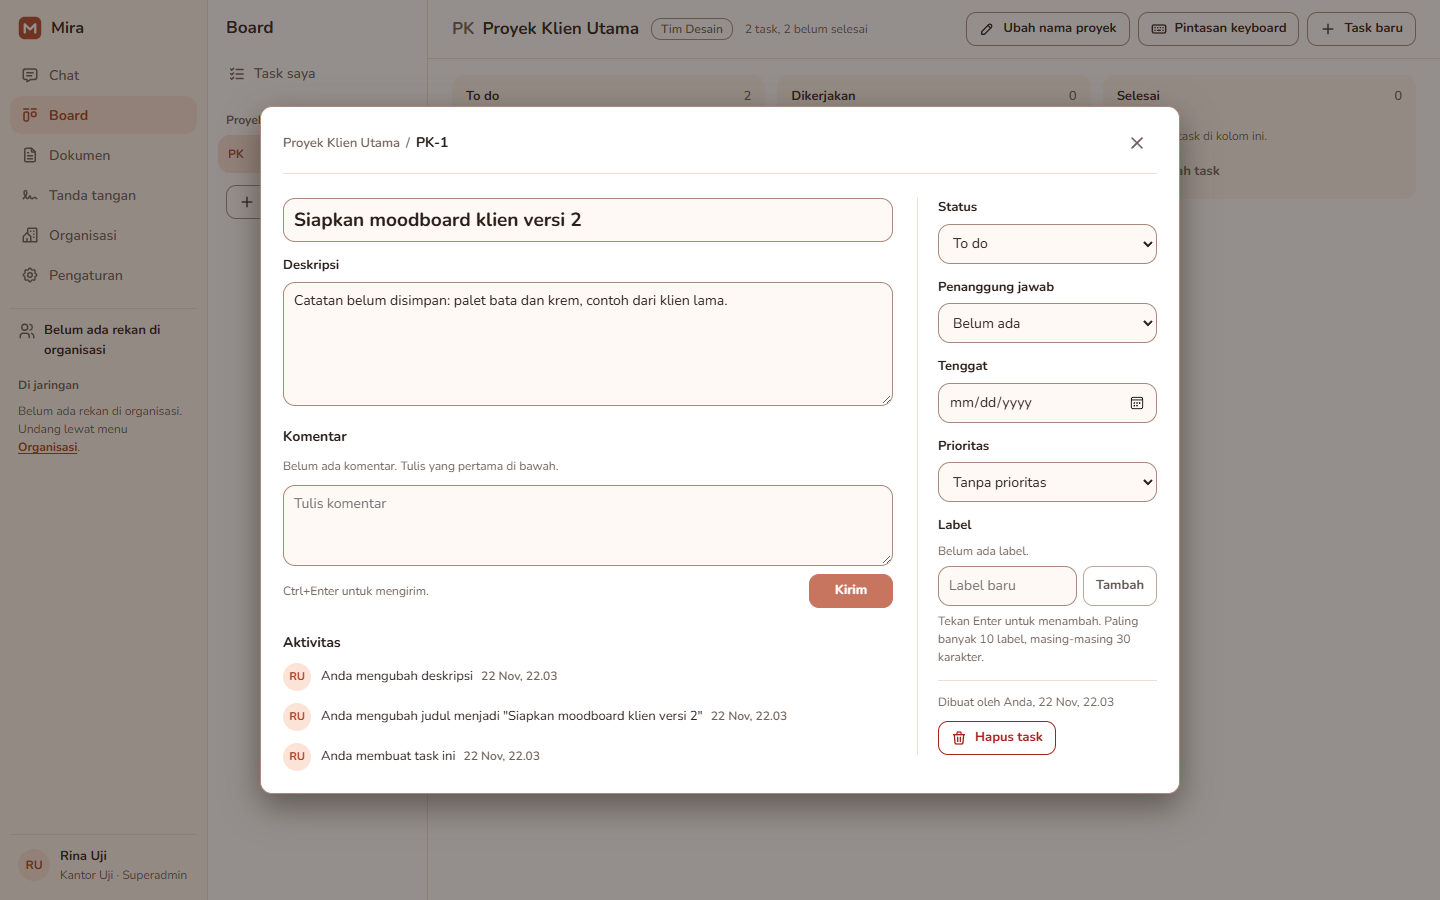 Mira
Chat
Board
Dokumen
Tanda tangan
Organisasi
Pengaturan
Belum ada rekan di
organisasi
Di jaringan
Belum ada rekan di organisasi.
Undang lewat menu
Organisasi.
RU
Rina Uji
Kantor Uji · Superadmin
Board
Task saya
PK
PK Proyek Klien Utama
Tim Desain
2 task, 2 belum selesai
Ubah nama proyek
Pintasan keyboard
Task baru
To do 2
Dikerjakan 0
Selesai 0
task di kolom ini.
task
Proyek Klien Utama / PK-1
Siapkan moodboard klien versi 2
Deskripsi
Catatan belum disimpan: palet bata dan krem, contoh dari klien lama.
Komentar
Belum ada komentar. Tulis yang pertama di bawah.
Tulis komentar
Ctrl+Enter untuk mengirim.
Kirim
Aktivitas
RU Anda mengubah deskripsi 22 Nov, 22.03
RU Anda mengubah judul menjadi "Siapkan moodboard klien versi 2" 22 Nov, 22.03
RU Anda membuat task ini 22 Nov, 22.03
Status
To do
Penanggung jawab
Belum ada
Tenggat
mm/dd/yyyy
Prioritas
Tanpa prioritas
Label
Belum ada label.
Label baru
Tambah
Tekan Enter untuk menambah. Paling
banyak 10 label, masing-masing 30
karakter.
Dibuat oleh Anda, 22 Nov, 22.03
Hapus task